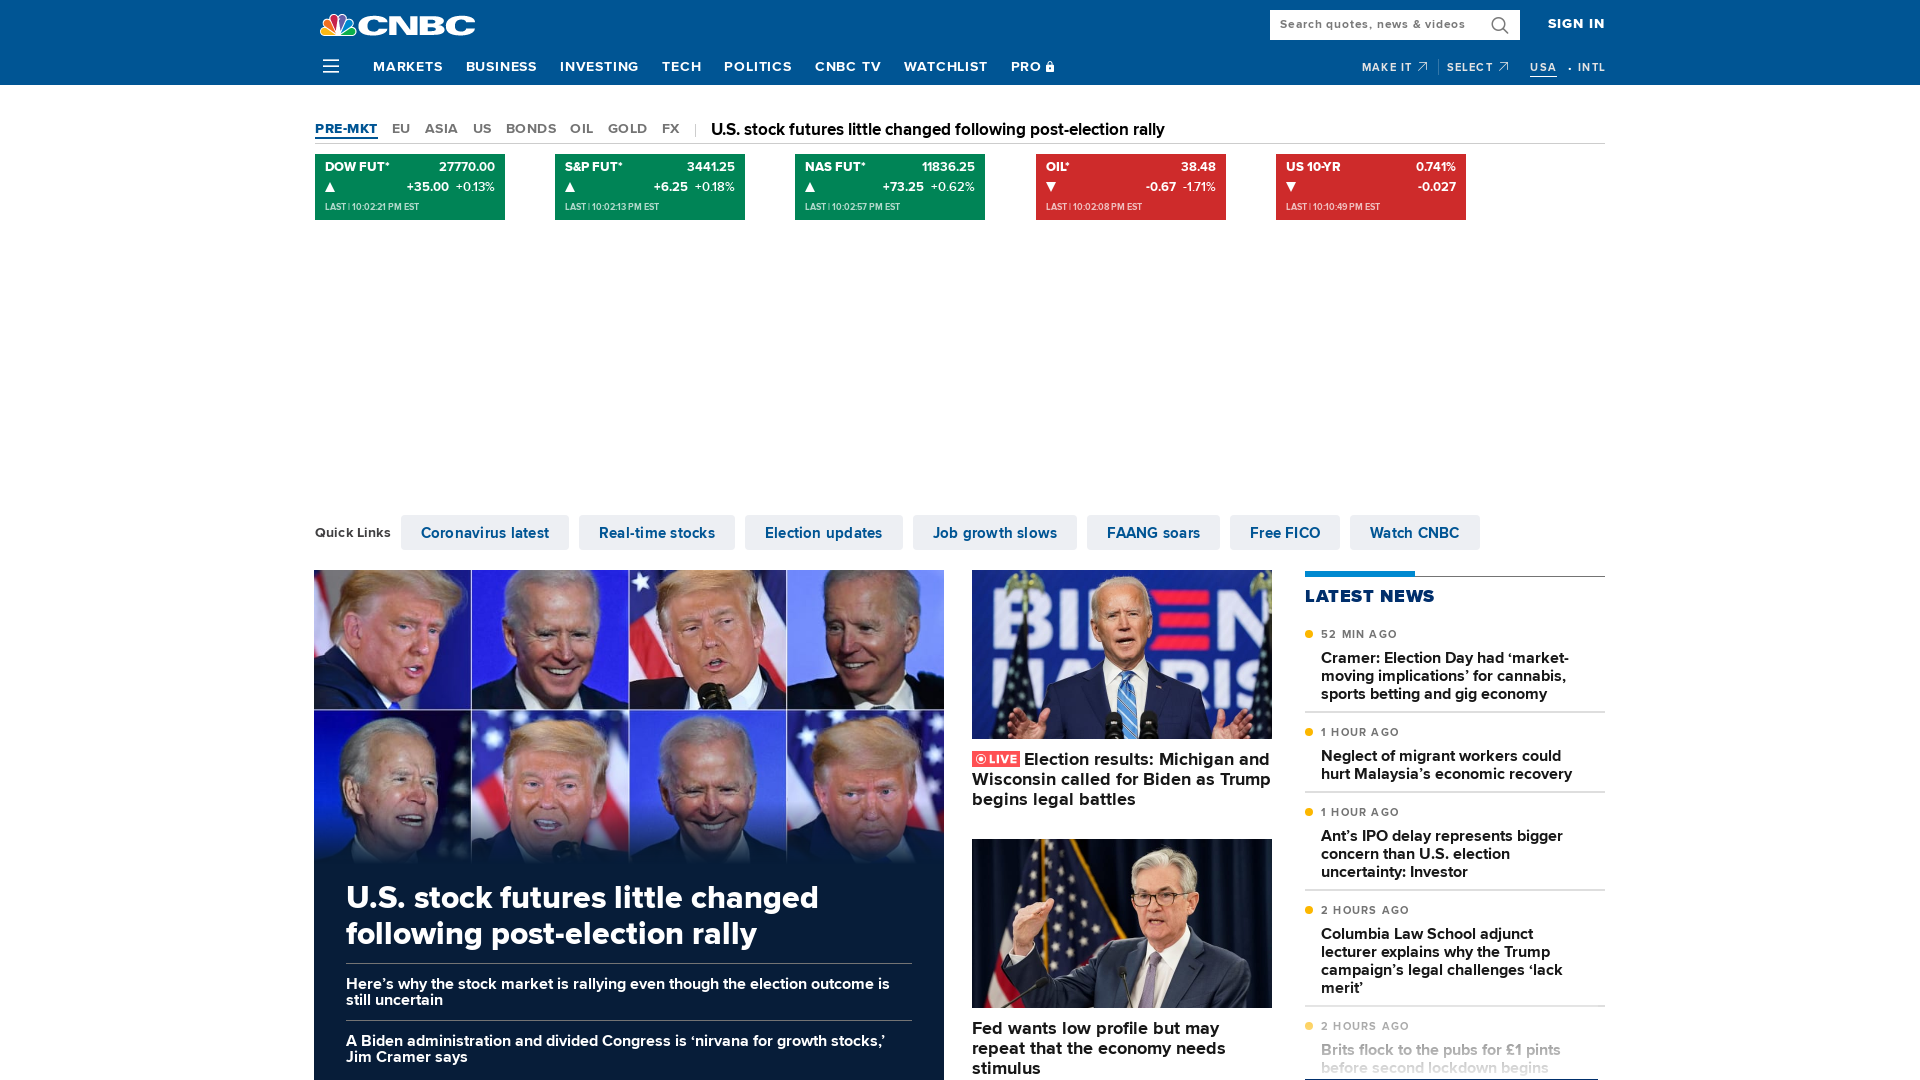 CNBC
Search quotes, news & videos
SIGN IN
MARKETS BUSINESS INVESTING TECH POLITICS CNBC TV WATCHLIST PRO
MAKE IT SELECT USA • INTL
PRE-MKT EU ASIA US BONDS OIL GOLD FX U.S. stock futures little changed following post-election rally
DOW FUT* 27770.00
+35.00 +0.13%
LAST | 10:02:21 PM EST
S&P FUT* 3441.25
+6.25 +0.18%
LAST | 10:02:13 PM EST
NAS FUT* 11836.25
+73.25 +0.62%
LAST | 10:02:57 PM EST
OIL* 38.48
-0.67 -1.71%
LAST | 10:02:08 PM EST
US 10-YR 0.741%
-0.027
LAST | 10:10:49 PM EST
Quick Links Coronavirus latest Real-time stocks Election updates Job growth slows FAANG soars Free FICO Watch CNBC
U.S. stock futures little changed
following post-election rally
Here’s why the stock market is rallying even though the election outcome is
still uncertain
A Biden administration and divided Congress is ‘nirvana for growth stocks,’
Jim Cramer says
BIDEN
HARRIS
LIVE Election results: Michigan and
Wisconsin called for Biden as Trump
begins legal battles
Fed wants low profile but may
repeat that the economy needs
stimulus
LATEST NEWS
52 MIN AGO
Cramer: Election Day had ‘market-
moving implications’ for cannabis,
sports betting and gig economy
1 HOUR AGO
Neglect of migrant workers could
hurt Malaysia’s economic recovery
1 HOUR AGO
Ant’s IPO delay represents bigger
concern than U.S. election
uncertainty: Investor
2 HOURS AGO
Columbia Law School adjunct
lecturer explains why the Trump
campaign’s legal challenges ‘lack
merit’
2 HOURS AGO
Brits flock to the pubs for £1 pints
before second lockdown begins